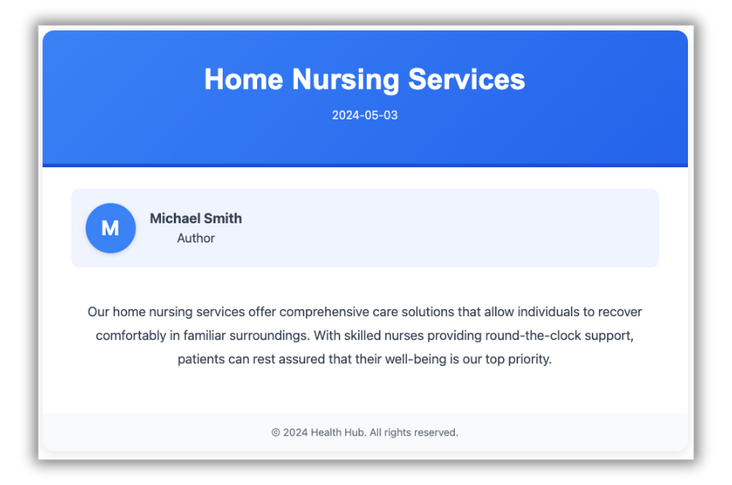 Home Nursing Services
2024-05-03
M
Michael Smith
Author
Our home nursing services offer comprehensive care solutions that allow individuals to recover
comfortably in familiar surroundings. With skilled nurses providing round-the-clock support,
patients can rest assured that their well-being is our top priority.
© 2024 Health Hub. All rights reserved.